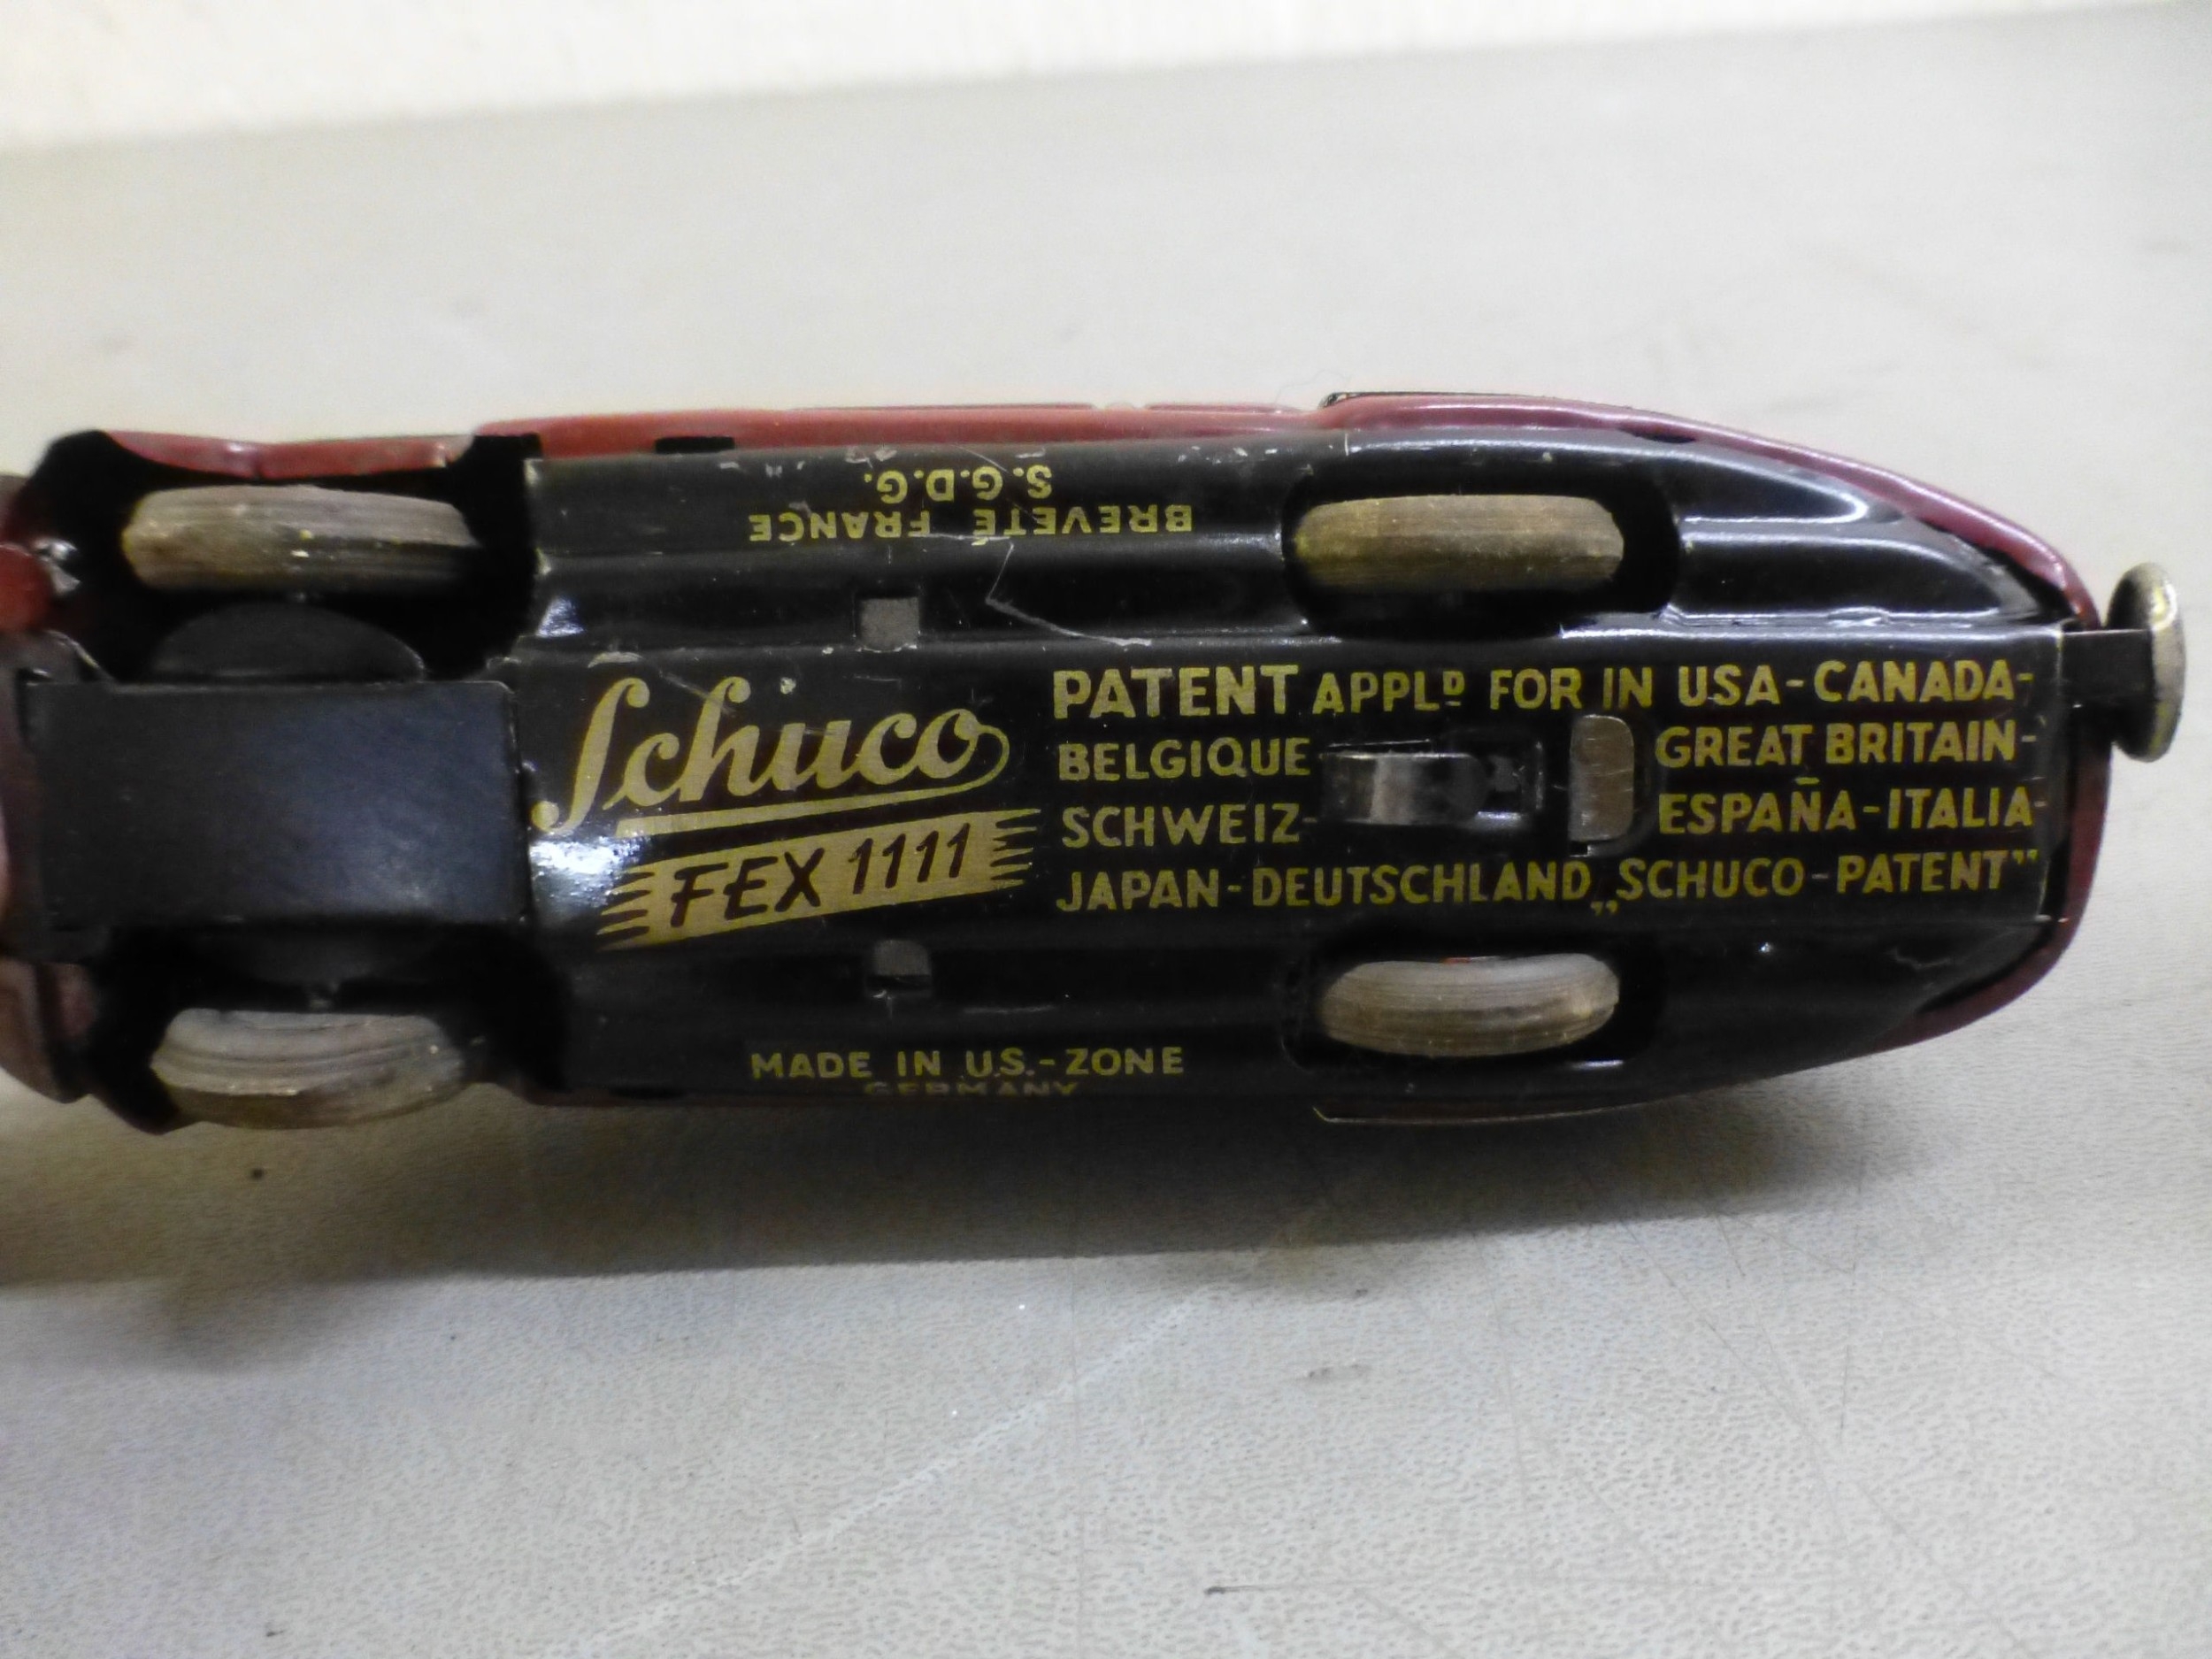 BREVETÉ FRANCE
S.G.D.G.
Schuco
FEX 1111
PATENT APPLD FOR IN USA-CANADA-
BELGIQUE GREAT BRITAIN-
SCHWEIZ- ESPAÑA-ITALIA-
JAPAN-DEUTSCHLAND „SCHUCO-PATENT”
MADE IN U.S.-ZONE
GERMANY